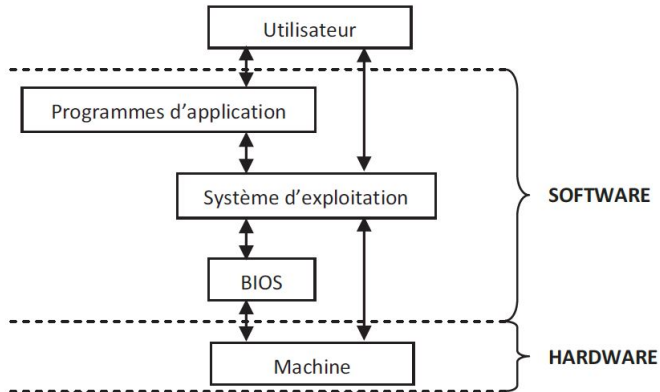 Utilisateur
Programmes d’application
Système d’exploitation
SOFTWARE
BIOS
HARDWARE
Machine